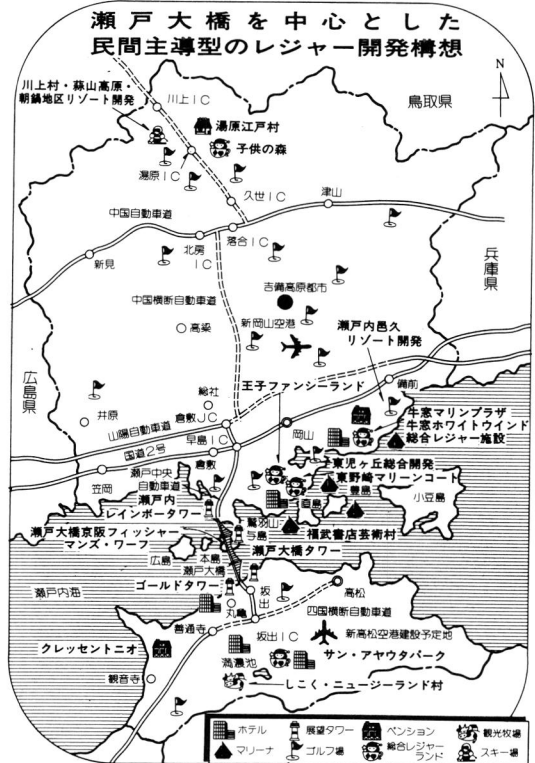 瀬戸大橋を中心とした
民間主導型のレジャー開発構想
N
川上村・蒜山高原・
朝鍋地区リゾート開発
川上IC
鳥取県
湯原江戸村
子供の森
湯原IC
久世IC
津山
中国自動車道
落合IC
北房
IC
新見
兵庫県
吉備高原都市
中国横断自動車道
新岡山空港
高梁
瀬戸内邑久
リゾート開発
広島県
備前
王子ファンシーランド
総社
井原
倉敷JC
山陽自動車道
岡山
牛窓マリンプラザ
牛窓ホワイトウインド
総合レジャー施設
早島IC
国道2号
倉敷
笠岡
瀬戸中央
自動車道
王東児ヶ丘総合開発
東野崎マリーンコート
豊島
小豆島
直島
瀬戸内
レインボータワー
鷲羽山
与島
福武書店芸術村
瀬戸大橋京阪フィッシャー
マンズ・ワーフ
広島
本島
瀬戸大橋
瀬戸大橋タワー
ゴールドタワー
瀬戸内海
坂
出
高松
丸亀
四国横断自動車道
善通寺
坂出IC
新高松空港建設予定地
クレッセントニオ
満濃池
サン・アヤウタパーク
観音寺
しこく・ニュージーランド村
ホテル
展望タワー
ペンション
観光牧場
マリーナ
ゴルフ場
総合レジャー
ランド
スキー場